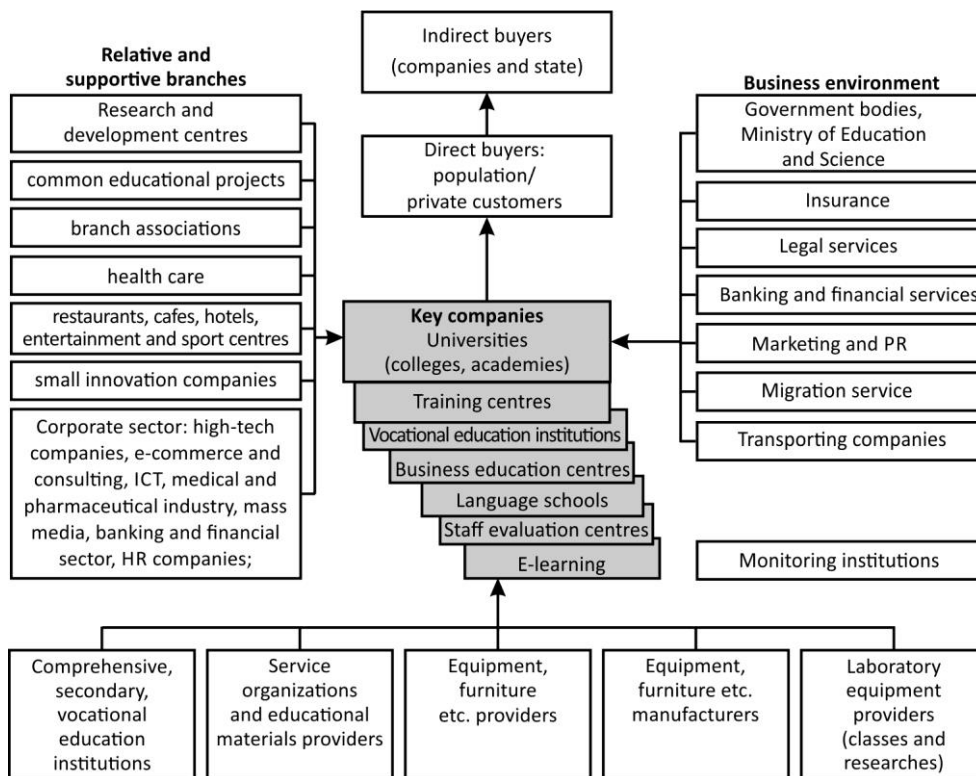 Indirect buyers
(companies and state)
Relative and
supportive branches
Business environment
Research and
development centres
common educational projects
branch associations
health care
restaurants, cafes, hotels,
entertainment and sport centres
small innovation companies
Corporate sector: high-tech
companies, e-commerce and
consulting, ICT, medical and
pharmaceutical industry, mass
media, banking and financial
sector, HR companies;
Direct buyers:
population/
private customers
Key companies
Universities
(colleges, academies)
Training centres
Vocational education institutions
Business education centres
Language schools
Staff evaluation centres
E-learning
Government bodies,
Ministry of Education
and Science
Insurance
Legal services
Banking and financial services
Marketing and PR
Migration service
Transporting companies
Monitoring institutions
Comprehensive,
secondary,
vocational
education
institutions
Service
organizations
and educational
materials providers
Equipment,
furniture
etc. providers
Equipment,
furniture etc.
manufacturers
Laboratory
equipment
providers
(classes and
researches)